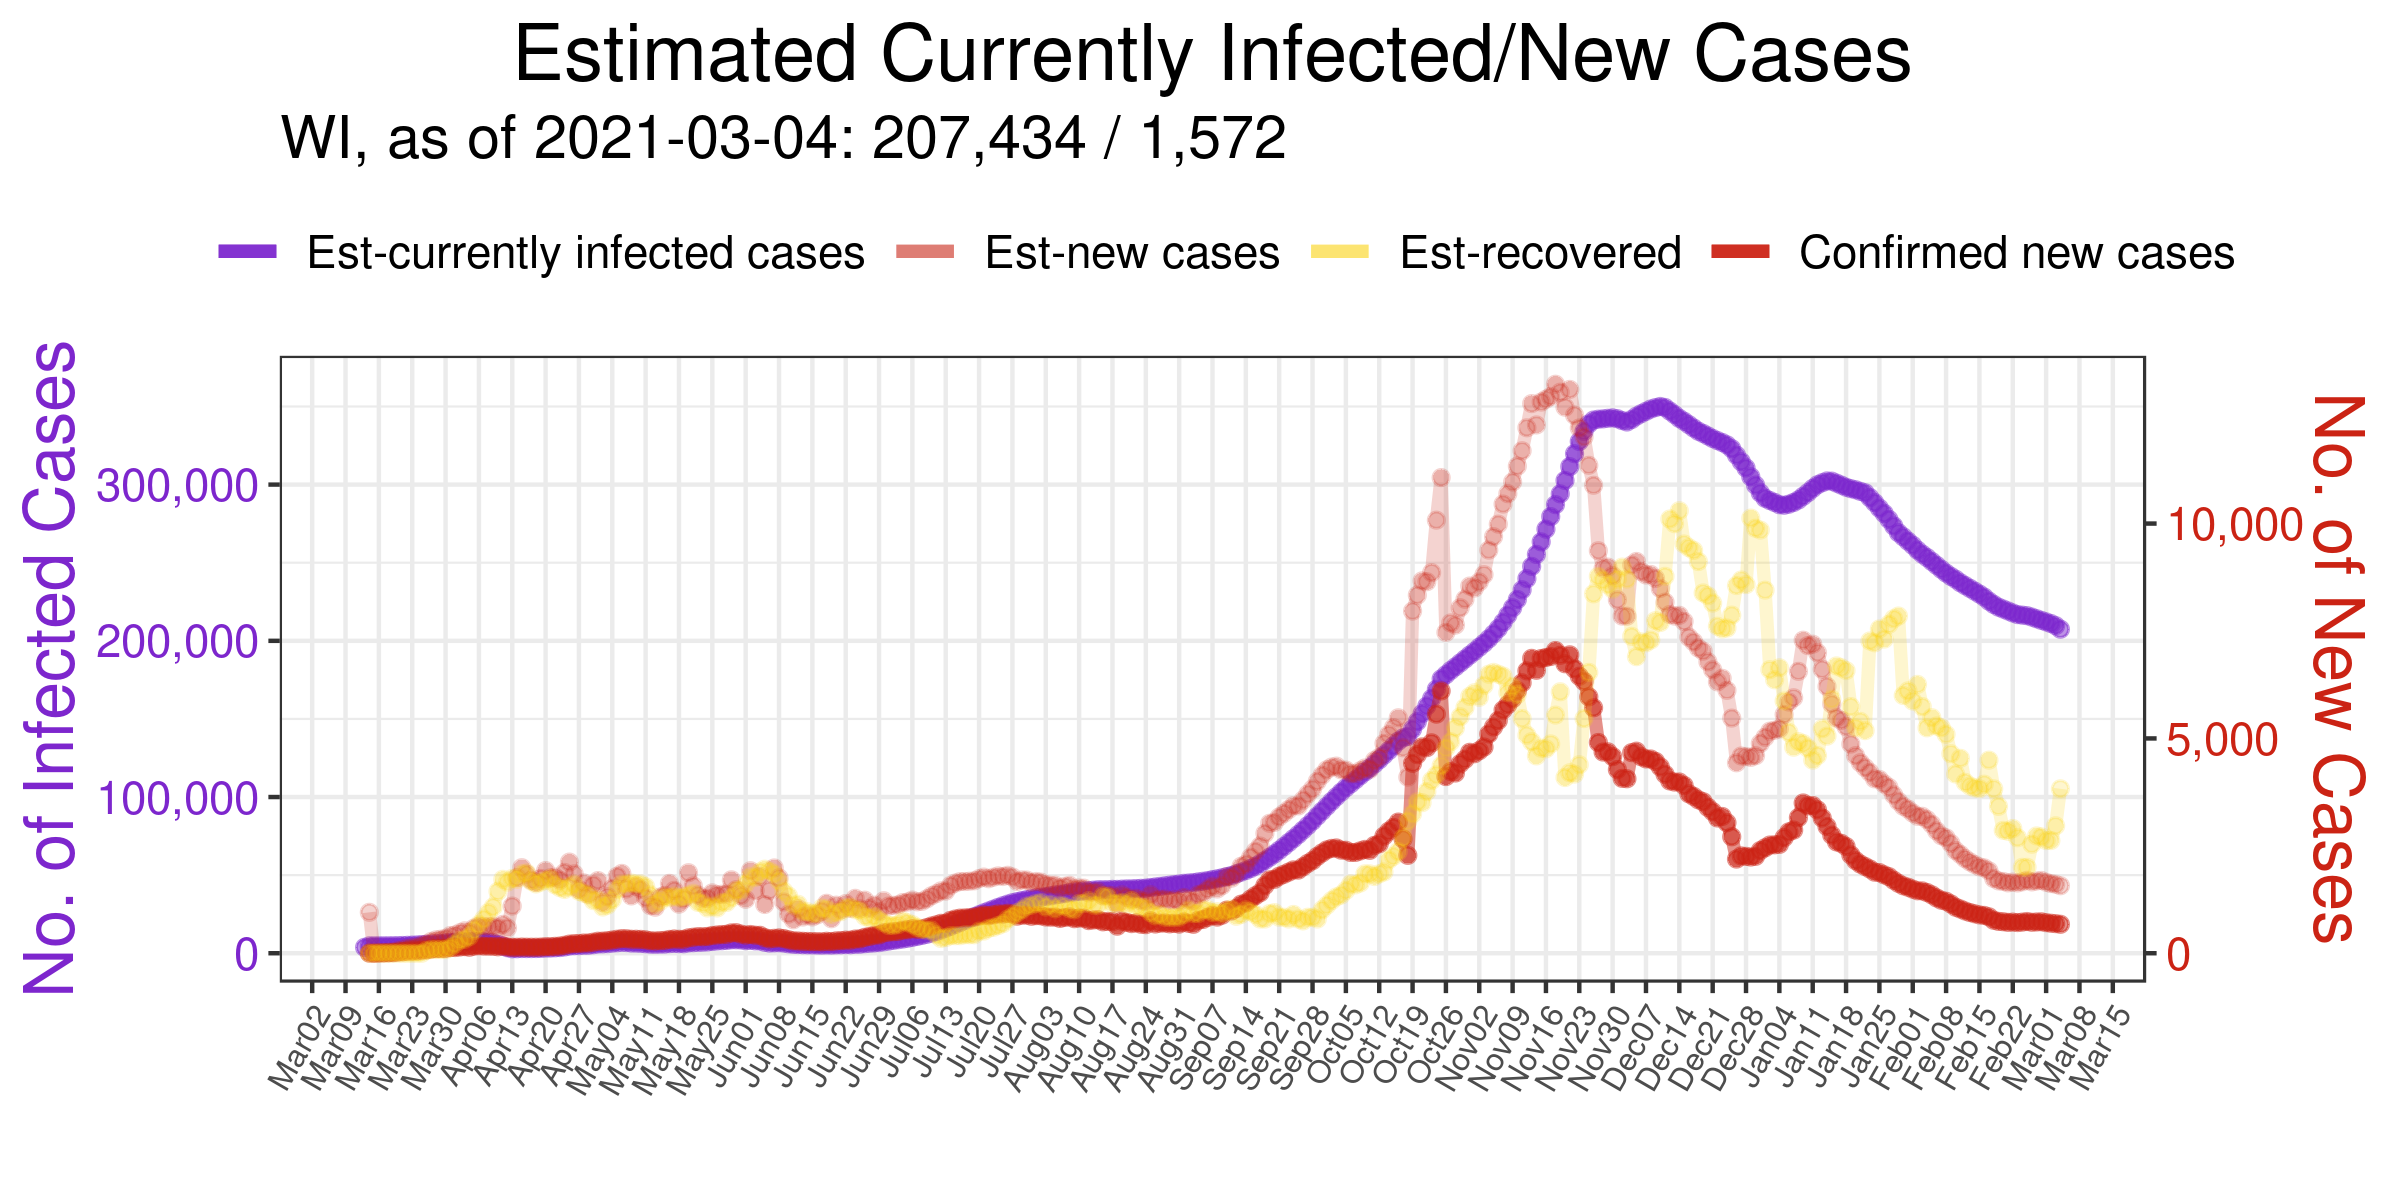 Estimated Currently Infected/New Cases
WI, as of 2021-03-04: 207,434 / 1,572
Est-currently infected cases Est-new cases Est-recovered Confirmed new cases
No. of Infected Cases
300,000
200,000
100,000
0
10,000
5,000
0
No. of New Cases
Mar02 Mar09 Mar16 Mar23 Mar30 Apr06 Apr13 Apr20 Apr27 May04 May11 May18 May25 Jun01 Jun08 Jun15 Jun22 Jun29 Jul06 Jul13 Jul20 Jul27 Aug03 Aug10 Aug17 Aug24 Aug31 Sep07 Sep14 Sep21 Sep28 Oct05 Oct12 Oct19 Oct26 Nov02 Nov09 Nov16 Nov23 Nov30 Dec07 Dec14 Dec21 Dec28 Jan04 Jan11 Jan18 Jan25 Feb01 Feb08 Feb15 Feb22 Mar01 Mar08 Mar15